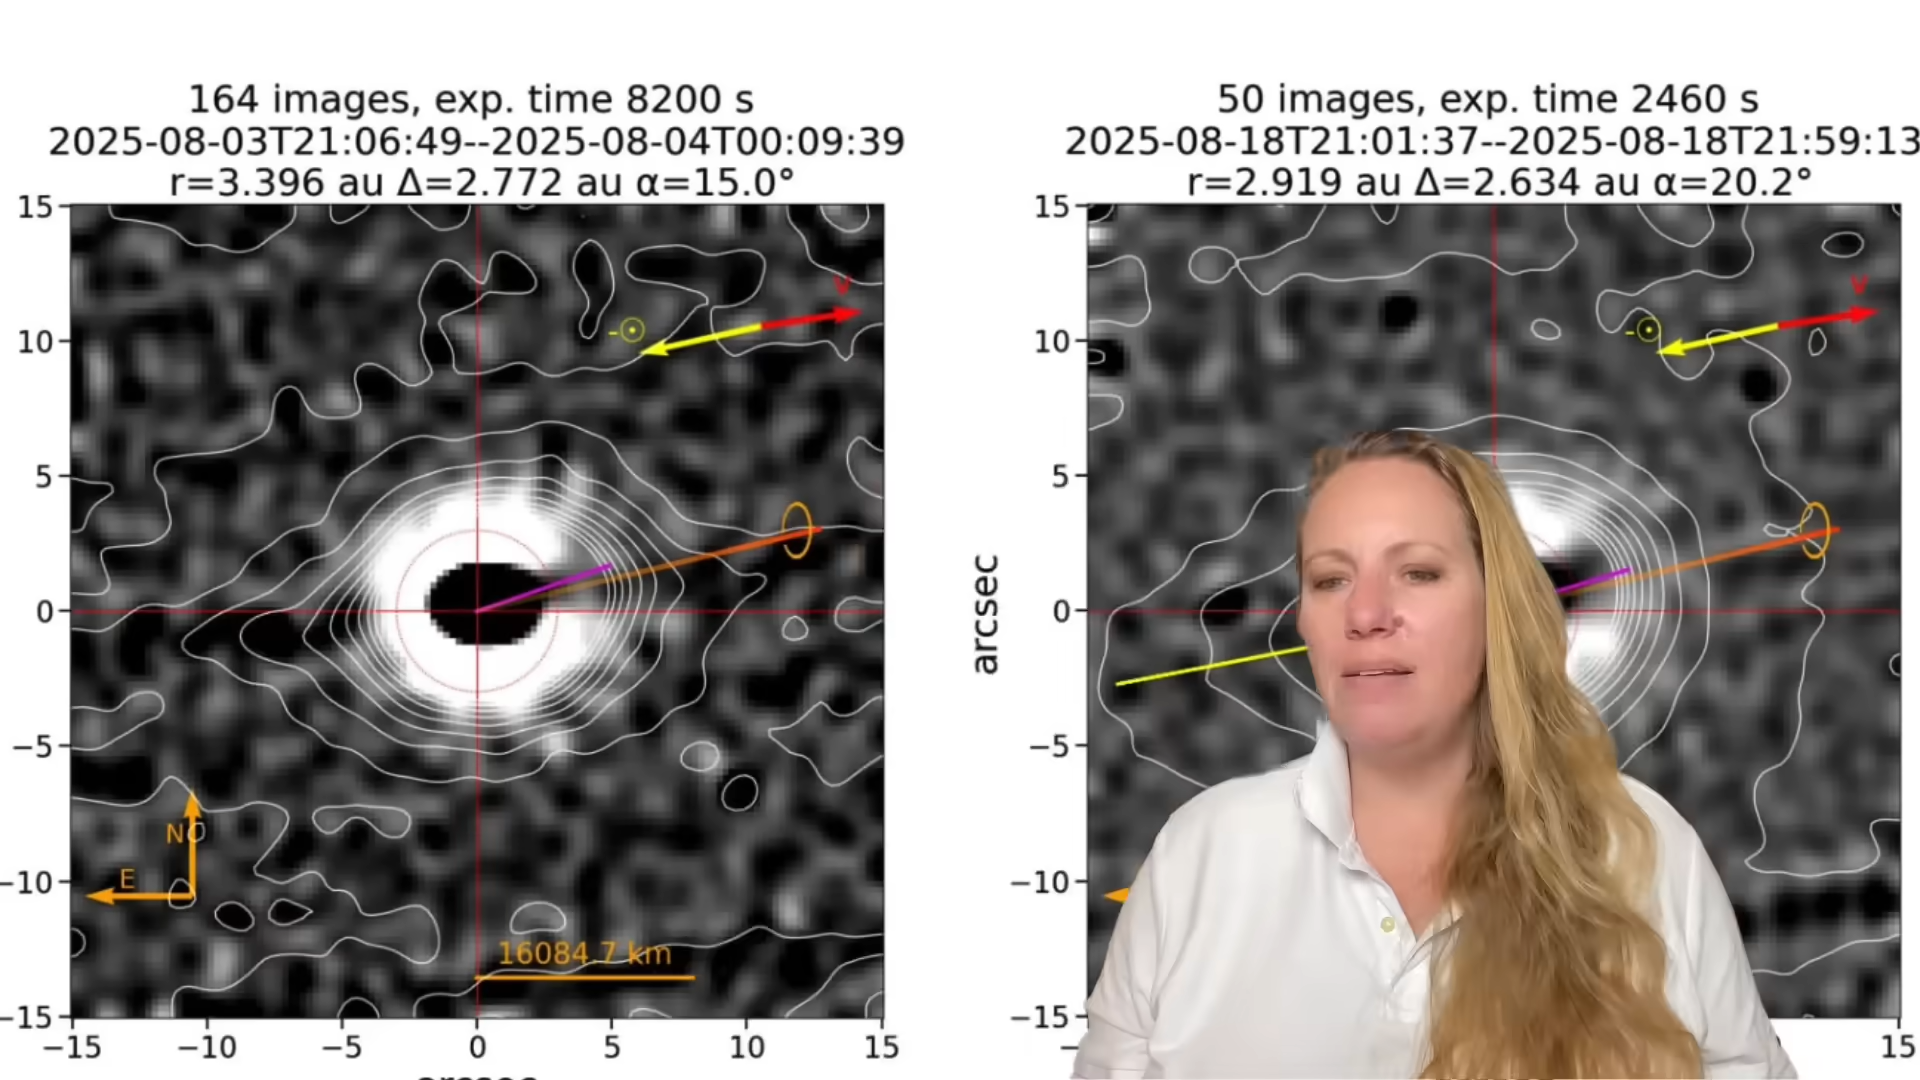 164 images, exp. time 8200 s
2025-08-03T21:06:49--2025-08-04T00:09:39
r=3.396 au Δ=2.772 au α=15.0°
15
10
5
0
−5
−10
−15
V
-☉
N
E
16084.7 km
−15 −10 −5 0 5 10 15
50 images, exp. time 2460 s
2025-08-18T21:01:37--2025-08-18T21:59:13
r=2.919 au Δ=2.634 au α=20.2°
arcsec
15
10
5
0
−5
−10
−15
V
-☉
15